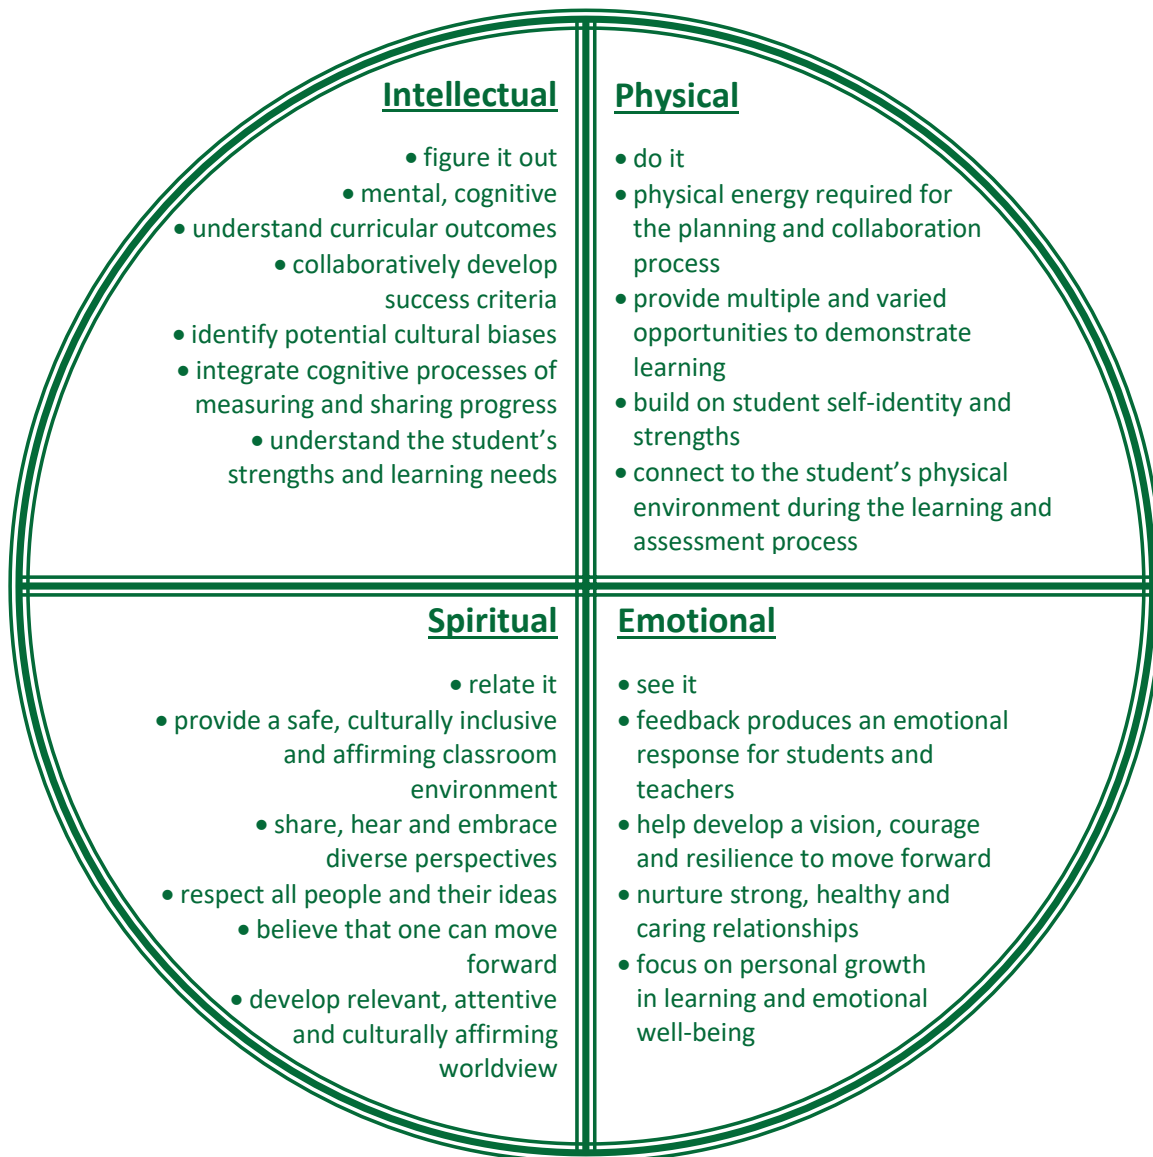 Intellectual
• figure it out
• mental, cognitive
• understand curricular outcomes
• collaboratively develop
success criteria
• identify potential cultural biases
• integrate cognitive processes of
measuring and sharing progress
• understand the student’s
strengths and learning needs
Physical
• do it
• physical energy required for
the planning and collaboration
process
• provide multiple and varied
opportunities to demonstrate
learning
• build on student self-identity and
strengths
• connect to the student’s physical
environment during the learning and
assessment process
Spiritual
• relate it
• provide a safe, culturally inclusive
and affirming classroom
environment
• share, hear and embrace
diverse perspectives
• respect all people and their ideas
• believe that one can move
forward
• develop relevant, attentive
and culturally affirming
worldview
Emotional
• see it
• feedback produces an emotional
response for students and
teachers
• help develop a vision, courage
and resilience to move forward
• nurture strong, healthy and
caring relationships
• focus on personal growth
in learning and emotional
well-being